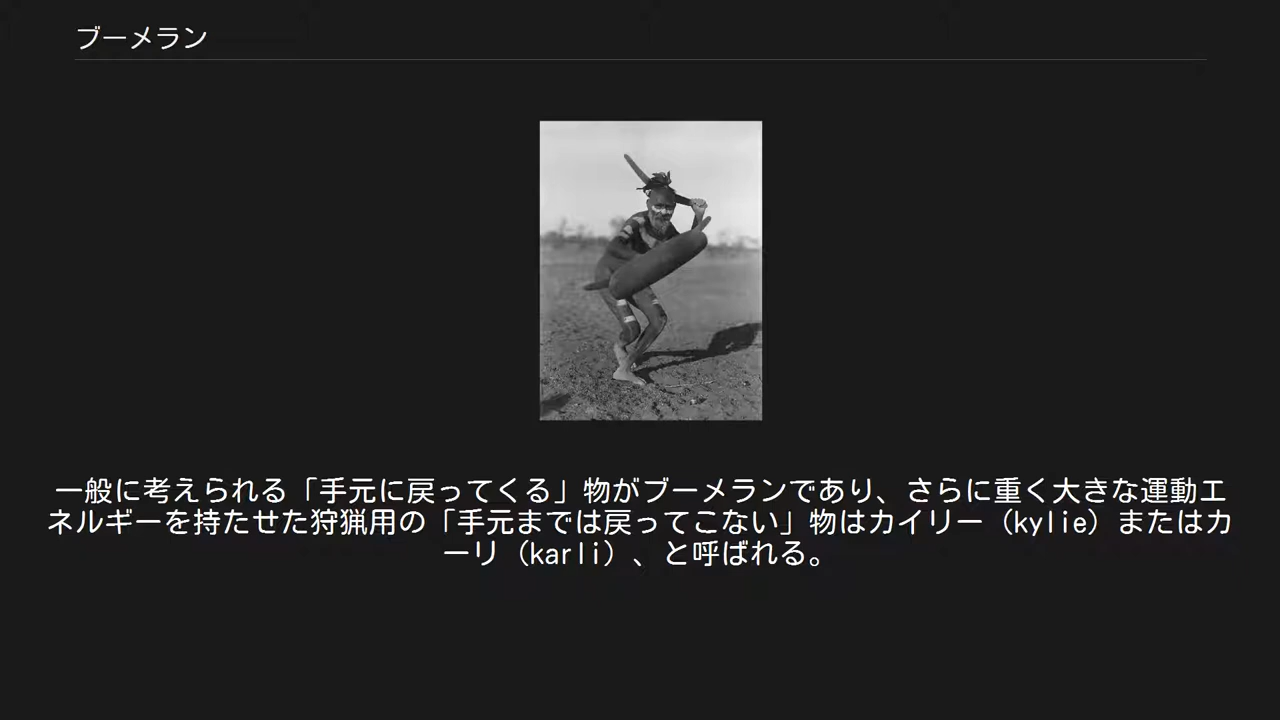 ブーメラン
一般に考えられる「手元に戻ってくる」物がブーメランであり、さらに重く大きな運動エ
ネルギーを持たせた狩猟用の「手元までは戻ってこない」物はカイリー（kylie）またはカ
ーリ（karli）、と呼ばれる。